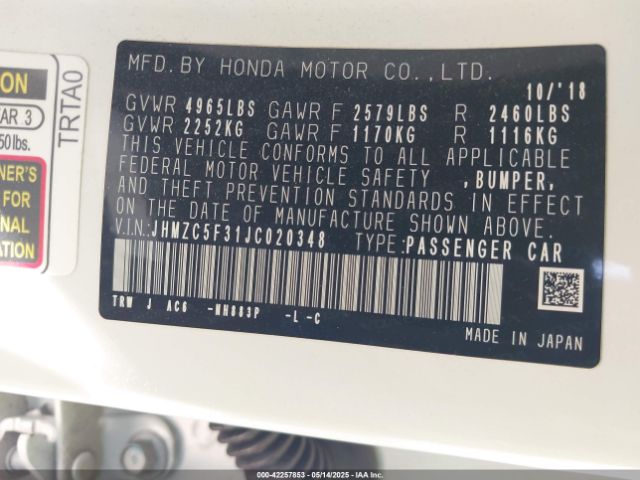 ON
AR 3
50lbs.
NER'S
FOR
NAL
ATION
TRTA0
MFD.BY HONDA MOTOR CO.,LTD.
10/'18
GVWR 4965LBS GAWR F 2579LBS R 2460LBS
GVWR 2252KG GAWR F 1170KG R 1116KG
THIS VEHICLE CONFORMS TO ALL APPLICABLE
FEDERAL MOTOR VEHICLE SAFETY ,BUMPER,
AND THEFT PREVENTION STANDARDS IN EFFECT
ON THE DATE OF MANUFACTURE SHOWN ABOVE.
V.I.N:JHMZC5F31JC020348 TYPE:PASSENGER CAR
TRW J AC6 -NH883P -L -C
MADE IN JAPAN
000-42257853 - 05/14/2025 - IAA, Inc.